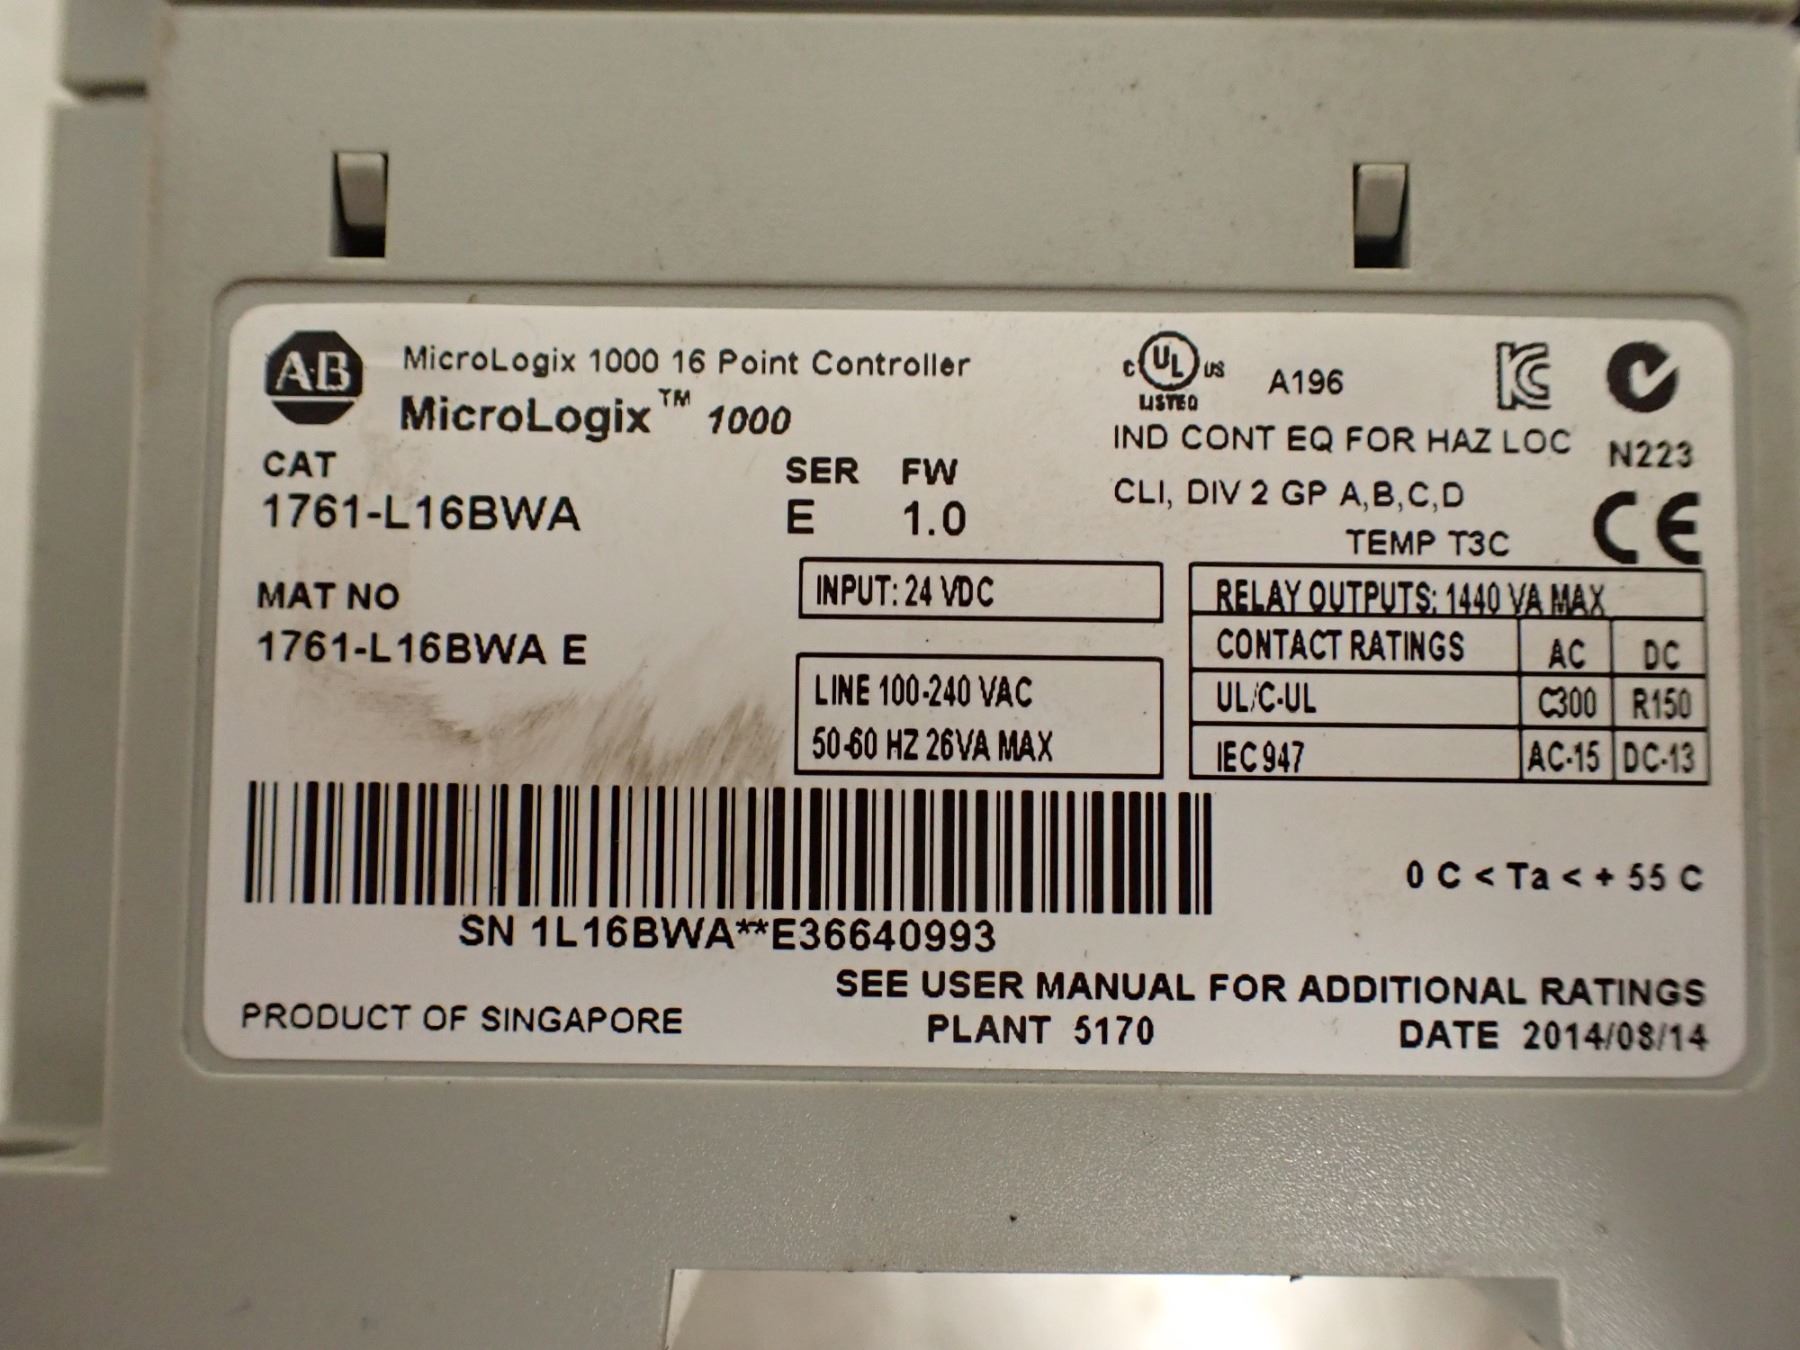 A·B
MicroLogix 1000 16 Point Controller
MicroLogix™ 1000
CAT
1761-L16BWA
SER FW
E 1.0
MAT NO
1761-L16BWA E
INPUT: 24 VDC
LINE 100-240 VAC
50-60 HZ 26VA MAX
C UL US
LISTED
A196
KC
N223
IND CONT EQ FOR HAZ LOC
CLI, DIV 2 GP A,B,C,D
TEMP T3C
CE
RELAY OUTPUTS: 1440 VA MAX
CONTACT RATINGS AC DC
UL/C-UL C300 R150
IEC 947 AC-15 DC-13
0 C < Ta < + 55 C
SN 1L16BWA**E36640993
SEE USER MANUAL FOR ADDITIONAL RATINGS
PRODUCT OF SINGAPORE PLANT 5170 DATE 2014/08/14